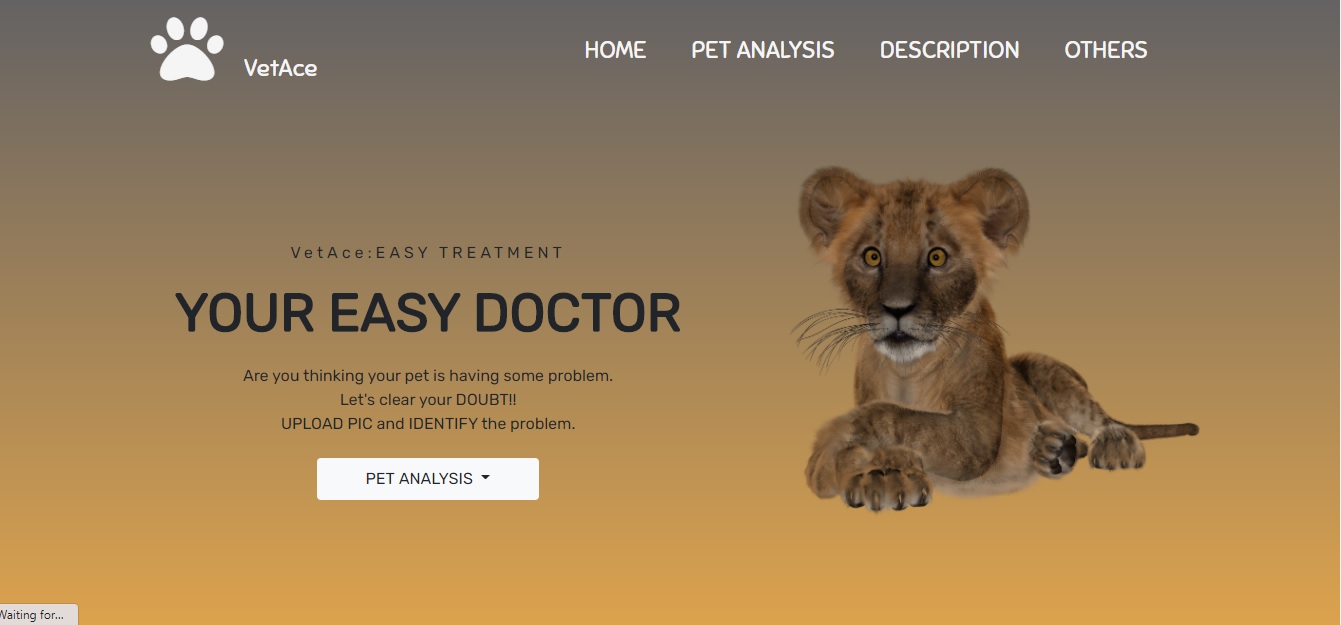 VetAce
HOME PET ANALYSIS DESCRIPTION OTHERS
VetAce:EASY TREATMENT
YOUR EASY DOCTOR
Are you thinking your pet is having some problem.
Let's clear your DOUBT!!
UPLOAD PIC and IDENTIFY the problem.
PET ANALYSIS
Waiting for...